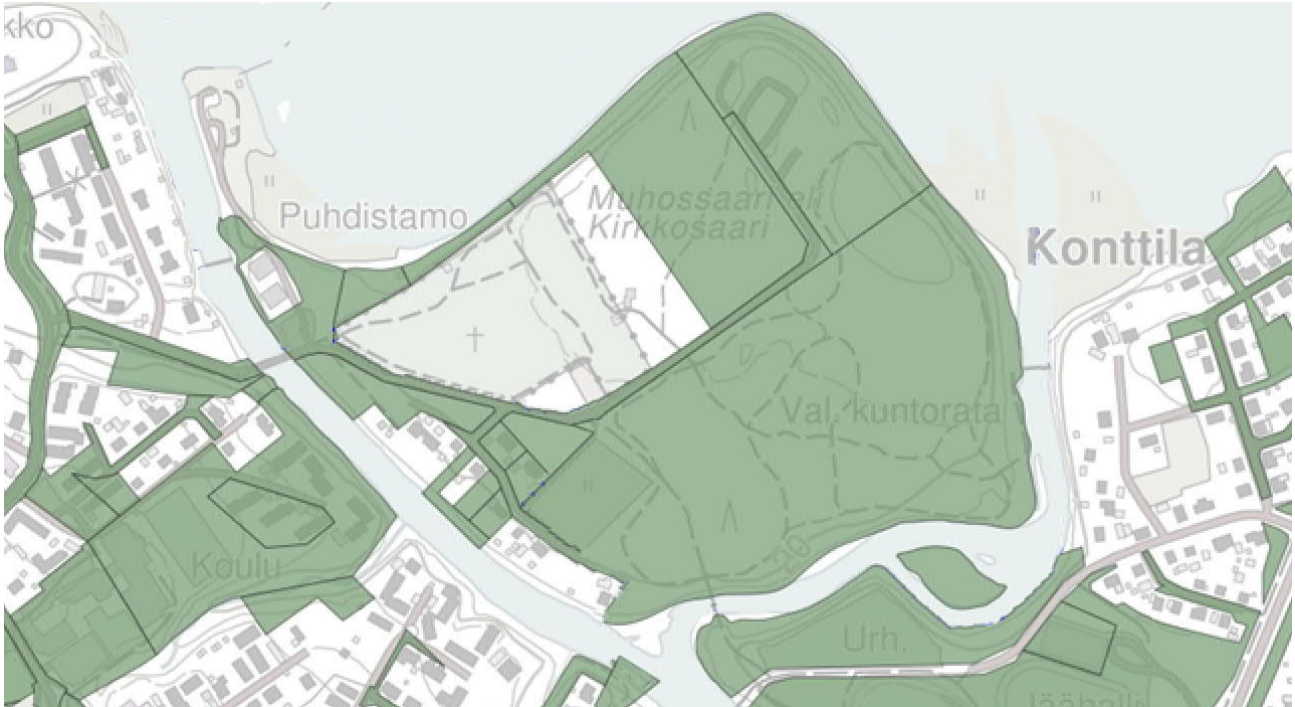 kko
Puhdistamo
Muhossaari eli
Kirkkosaari
Konttila
Val. kuntorata
Koulu
Urh.
Jäähalli